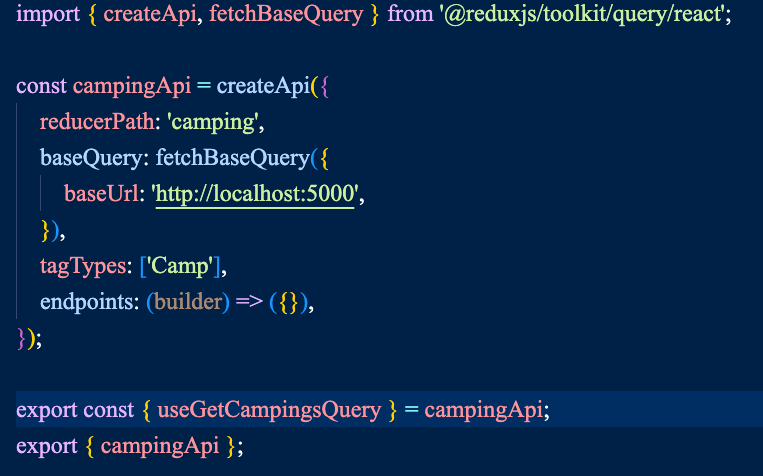 import { createApi, fetchBaseQuery } from '@reduxjs/toolkit/query/react';
const campingApi = createApi({
reducerPath: 'camping',
baseQuery: fetchBaseQuery({
baseUrl: 'http://localhost:5000',
}),
tagTypes: ['Camp'],
endpoints: (builder) => ({}),
});
export const { useGetCampingsQuery } = campingApi;
export { campingApi };